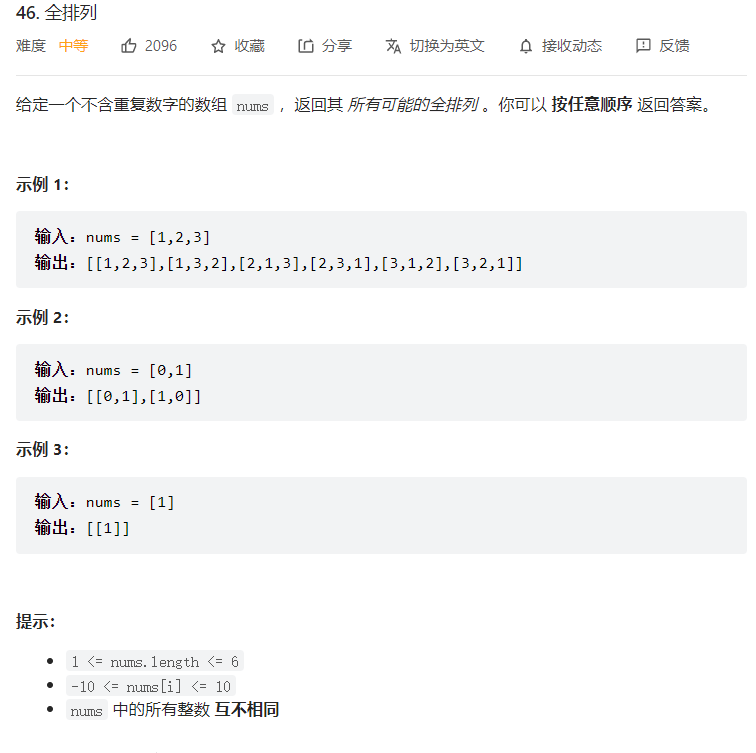 46. 全排列
难度 中等 2096 收藏 分享 切换为英文 接收动态 反馈
给定一个不含重复数字的数组 nums ，返回其 所有可能的全排列 。你可以 按任意顺序 返回答案。
示例 1：
输入：nums = [1,2,3]
输出：[[1,2,3],[1,3,2],[2,1,3],[2,3,1],[3,1,2],[3,2,1]]
示例 2：
输入：nums = [0,1]
输出：[[0,1],[1,0]]
示例 3：
输入：nums = [1]
输出：[[1]]
提示：
1 <= nums.length <= 6
-10 <= nums[i] <= 10
nums 中的所有整数 互不相同